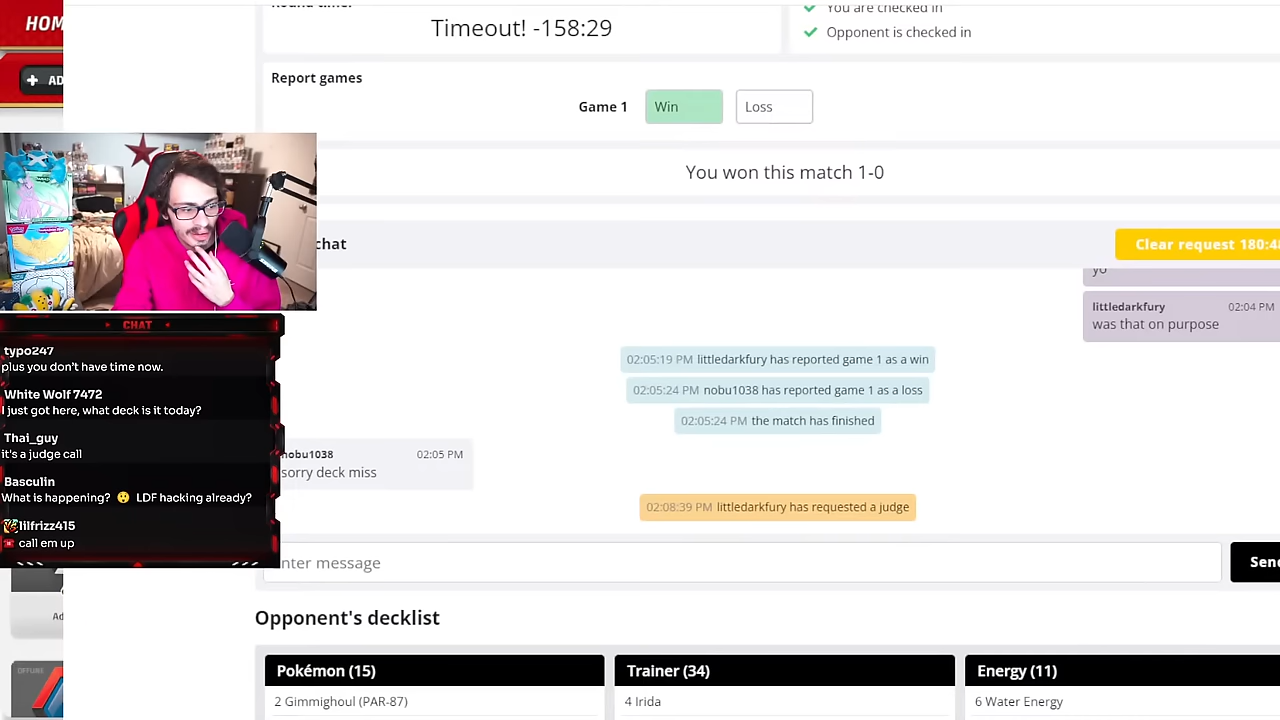 HOM
Timeout! -158:29
You are checked in
Opponent is checked in
+ AD
Report games
Game 1
Win
Loss
You won this match 1-0
chat
Clear request 180:4
yo
littledarkfury 02:04 PM
was that on purpose
02:05:19 PM littledarkfury has reported game 1 as a win
02:05:24 PM nobu1038 has reported game 1 as a loss
02:05:24 PM the match has finished
nobu1038 02:05 PM
sorry deck miss
02:08:39 PM littledarkfury has requested a judge
nter message
Send
CHAT
typo247
plus you don't have time now.
White Wolf 7472
I just got here, what deck is it today?
Thai_guy
it's a judge call
Basculin
What is happening? 😲 LDF hacking already?
lilfrizz415
call em up
Ad
Opponent's decklist
Pokémon (15)
2 Gimmighoul (PAR-87)
Trainer (34)
4 Irida
Energy (11)
6 Water Energy